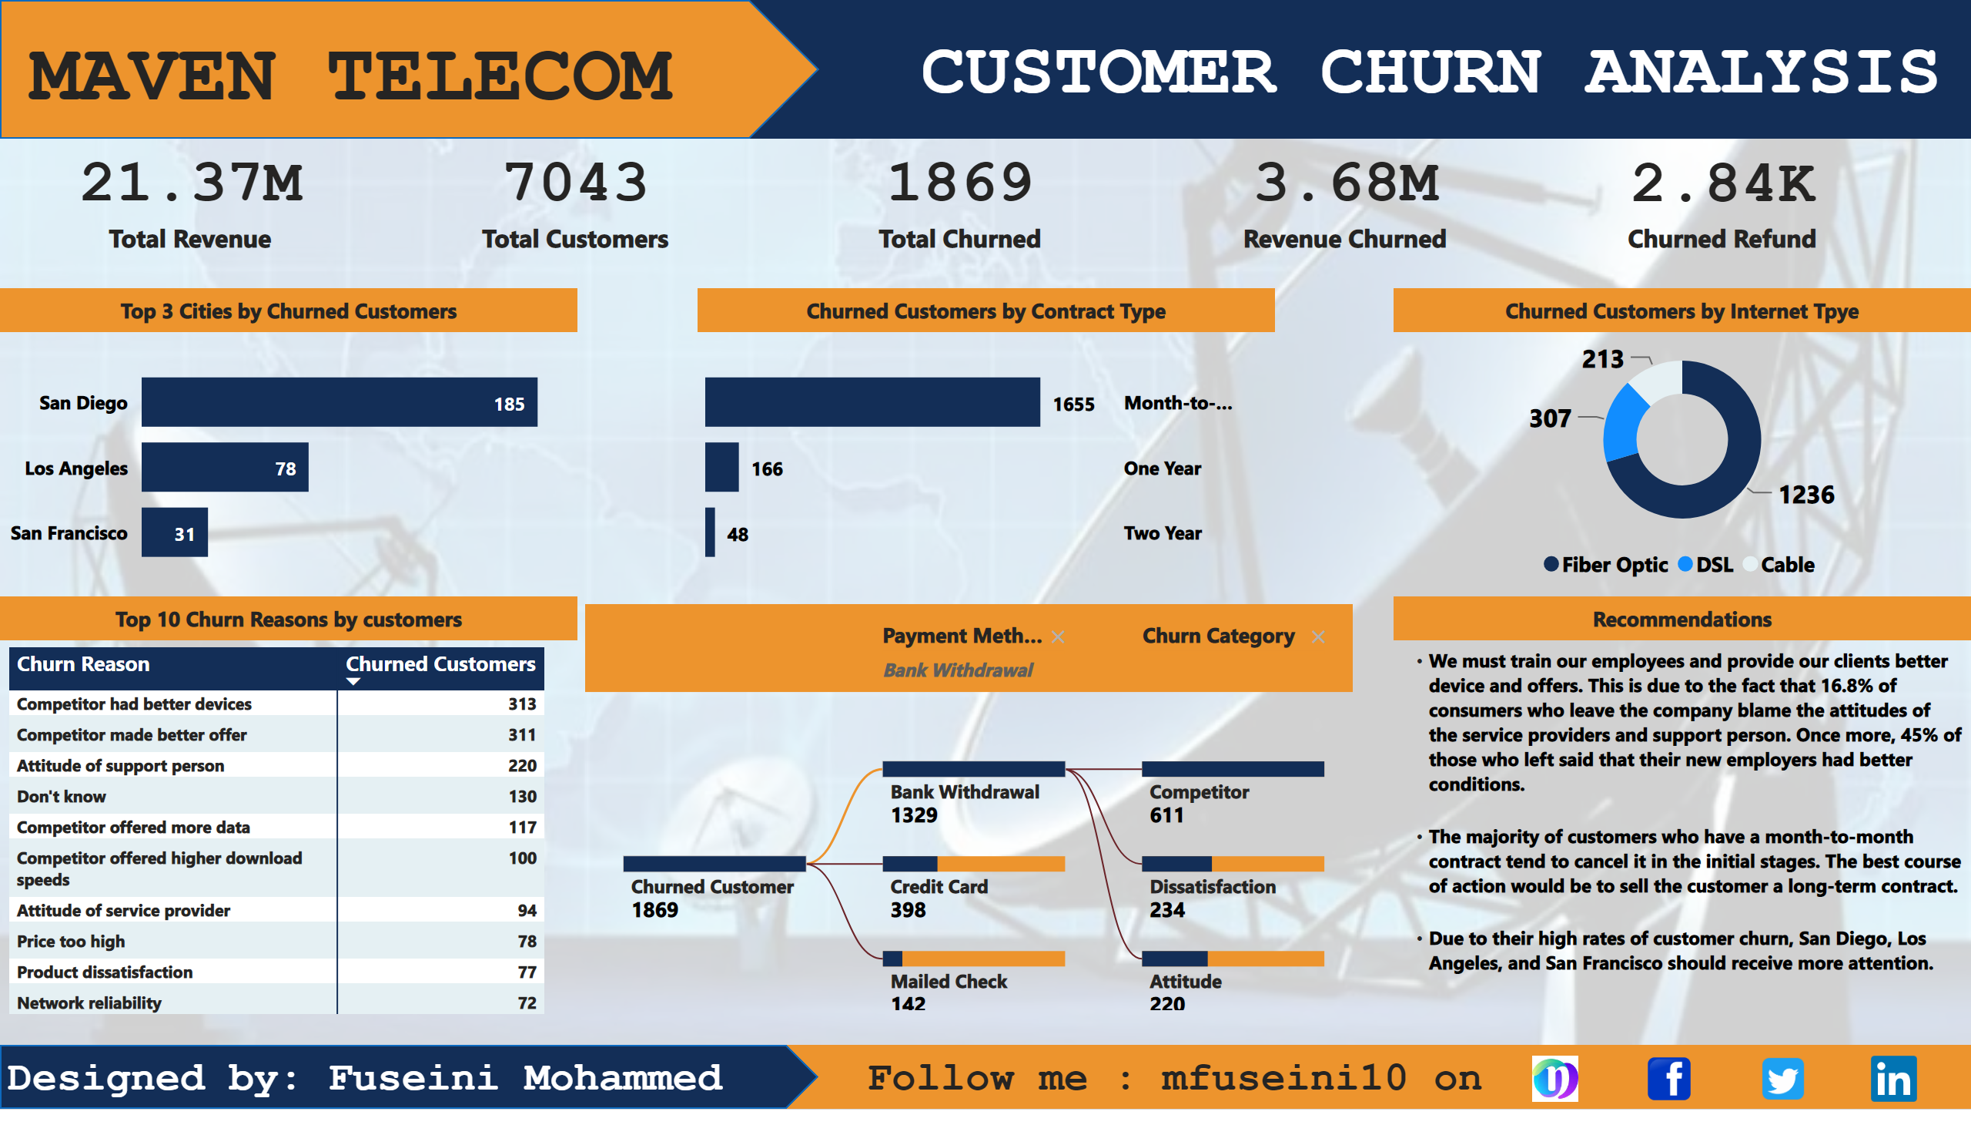 MAVEN TELECOM
CUSTOMER CHURN ANALYSIS
21.37M
Total Revenue
7043
Total Customers
1869
Total Churned
3.68M
Revenue Churned
2.84K
Churned Refund
Top 3 Cities by Churned Customers
San Diego 185
Los Angeles 78
San Francisco 31
Churned Customers by Contract Type
1655 Month-to-...
166 One Year
48 Two Year
Churned Customers by Internet Tpye
213
307
1236
Fiber Optic DSL Cable
Top 10 Churn Reasons by customers
Churn Reason Churned Customers
Competitor had better devices 313
Competitor made better offer 311
Attitude of support person 220
Don't know 130
Competitor offered more data 117
Competitor offered higher download 100
speeds
Attitude of service provider 94
Price too high 78
Product dissatisfaction 77
Network reliability 72
Payment Meth... × Churn Category ×
Bank Withdrawal
Churned Customer
1869
Bank Withdrawal
1329
Credit Card
398
Mailed Check
142
Competitor
611
Dissatisfaction
234
Attitude
220
Recommendations
• We must train our employees and provide our clients better
device and offers. This is due to the fact that 16.8% of
consumers who leave the company blame the attitudes of
the service providers and support person. Once more, 45% of
those who left said that their new employers had better
conditions.
• The majority of customers who have a month-to-month
contract tend to cancel it in the initial stages. The best course
of action would be to sell the customer a long-term contract.
• Due to their high rates of customer churn, San Diego, Los
Angeles, and San Francisco should receive more attention.
Designed by: Fuseini Mohammed
Follow me : mfuseini10 on
f
in